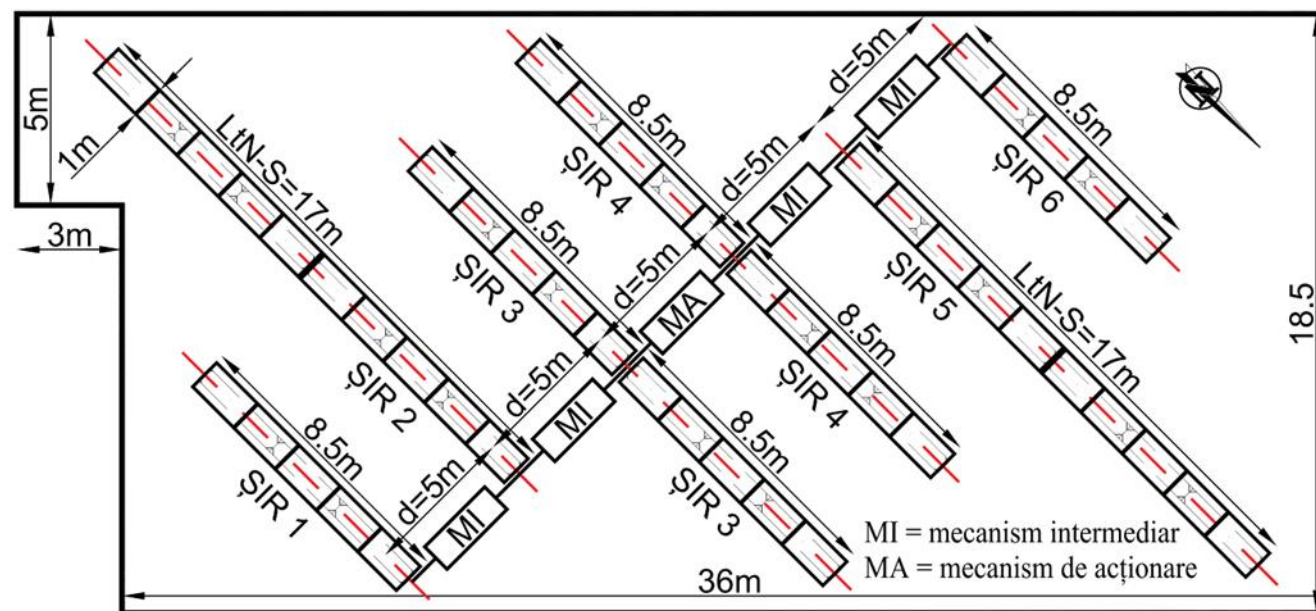 5m
3m
1m
LtN-S=17m
ȘIR 2
8.5m
ȘIR 1
8.5m
ȘIR 3
8.5m
ȘIR 4
d=5m
d=5m
d=5m
d=5m
d=5m
MI
MI
MA
MI
MI
8.5m
ȘIR 3
8.5m
ȘIR 4
LtN-S=17m
ȘIR 5
8.5m
ȘIR 6
N
18.5
36m
MI = mecanism intermediar
MA = mecanism de acționare